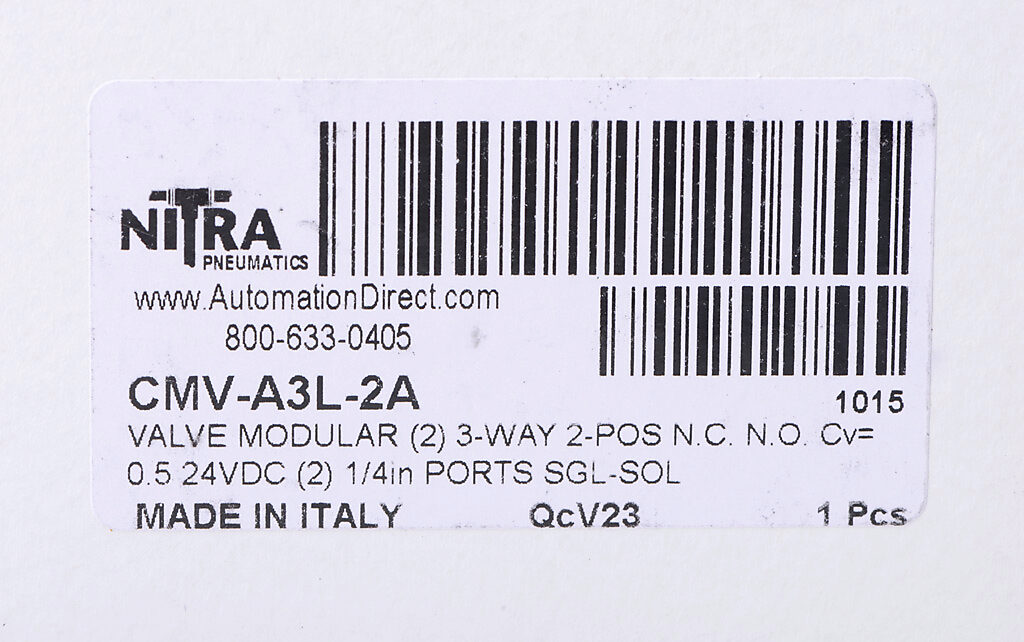 NITRA
PNEUMATICS
www.AutomationDirect.com
800-633-0405
CMV-A3L-2A
1015
VALVE MODULAR (2) 3-WAY 2-POS N.C. N.O. Cv=
0.5 24VDC (2) 1/4in PORTS SGL-SOL
MADE IN ITALY QcV23 1 Pcs